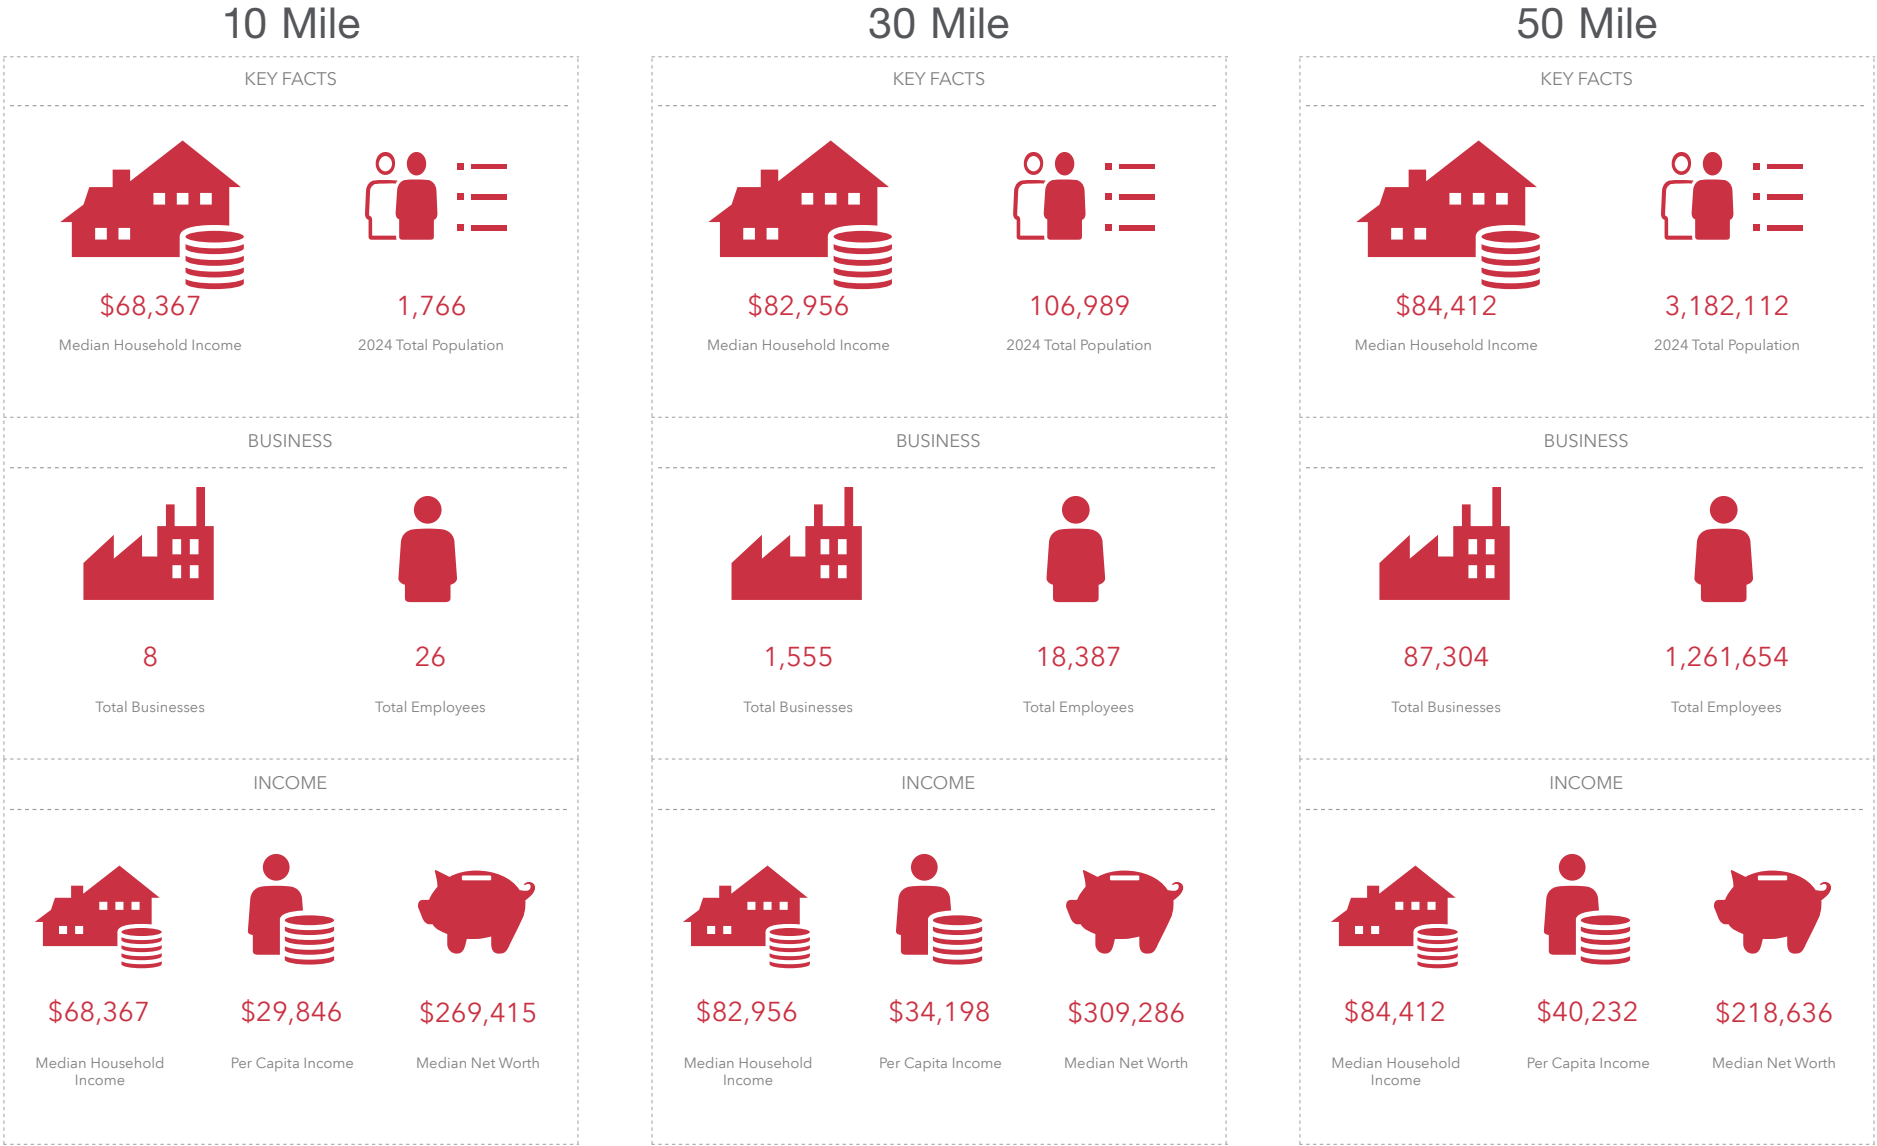 10 Mile
KEY FACTS
$68,367
1,766
Median Household Income
2024 Total Population
BUSINESS
8
26
Total Businesses
Total Employees
INCOME
$68,367
$29,846
$269,415
Median Household
Income
Per Capita Income
Median Net Worth
30 Mile
KEY FACTS
$82,956
106,989
Median Household Income
2024 Total Population
BUSINESS
1,555
18,387
Total Businesses
Total Employees
INCOME
$82,956
$34,198
$309,286
Median Household
Income
Per Capita Income
Median Net Worth
50 Mile
KEY FACTS
$84,412
3,182,112
Median Household Income
2024 Total Population
BUSINESS
87,304
1,261,654
Total Businesses
Total Employees
INCOME
$84,412
$40,232
$218,636
Median Household
Income
Per Capita Income
Median Net Worth